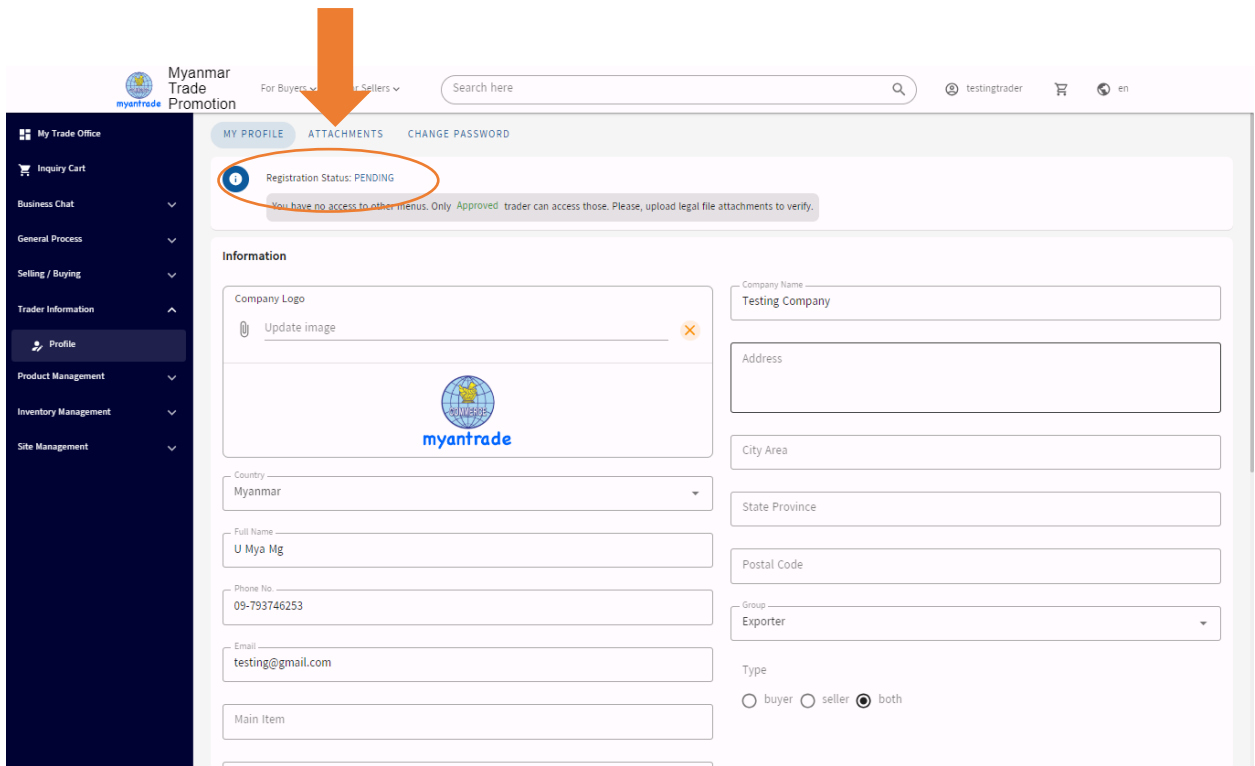 Myanmar
Trade
Promotion
myantrade
For Buyers
Sellers
Search here
testingtrader
en
My Trade Office
Inquiry Cart
Business Chat
General Process
Selling / Buying
Trader Information
Profile
Product Management
Inventory Management
Site Management
MY PROFILE ATTACHMENTS CHANGE PASSWORD
Registration Status: PENDING
You have no access to other menus. Only Approved trader can access those. Please, upload legal file attachments to verify.
Information
Company Logo
Update image
COMMERCE
myantrade
Country
Myanmar
Full Name
U Mya Mg
Phone No.
09-793746253
Email
testing@gmail.com
Main Item
Company Name
Testing Company
Address
City Area
State Province
Postal Code
Group
Exporter
Type
buyer seller both